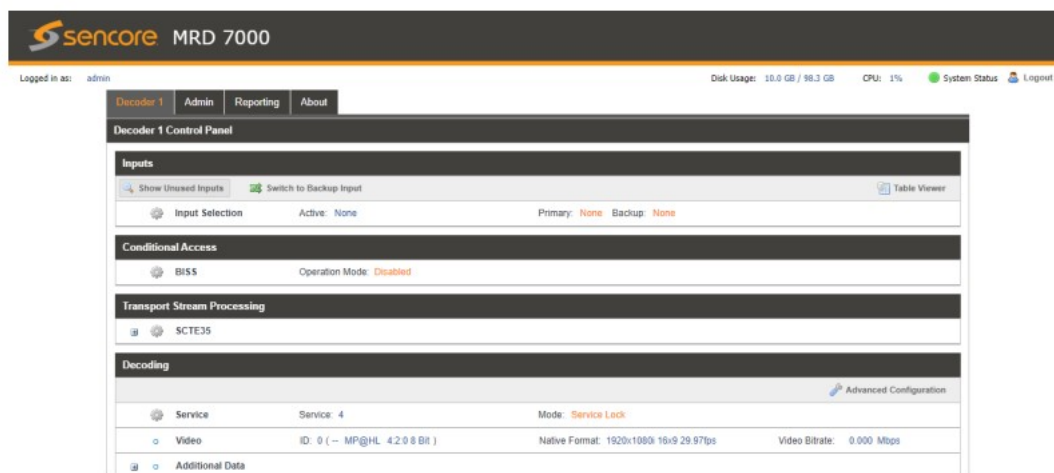 sencore MRD 7000
Logged in as: admin Disk Usage: 10.0 GB / 98.3 GB CPU: 1% System Status Logout
Decoder 1 Admin Reporting About
Decoder 1 Control Panel
Inputs
Show Unused Inputs Switch to Backup Input Table Viewer
Input Selection Active: None Primary: None Backup: None
Conditional Access
BISS Operation Mode: Disabled
Transport Stream Processing
SCTE35
Decoding
Advanced Configuration
Service Service: 4 Mode: Service Lock
Video ID: 0 ( -- MP@HL 4:2:0 8 Bit ) Native Format: 1920x1080i 16x9 29.97fps Video Bitrate: 0.000 Mbps
Additional Data